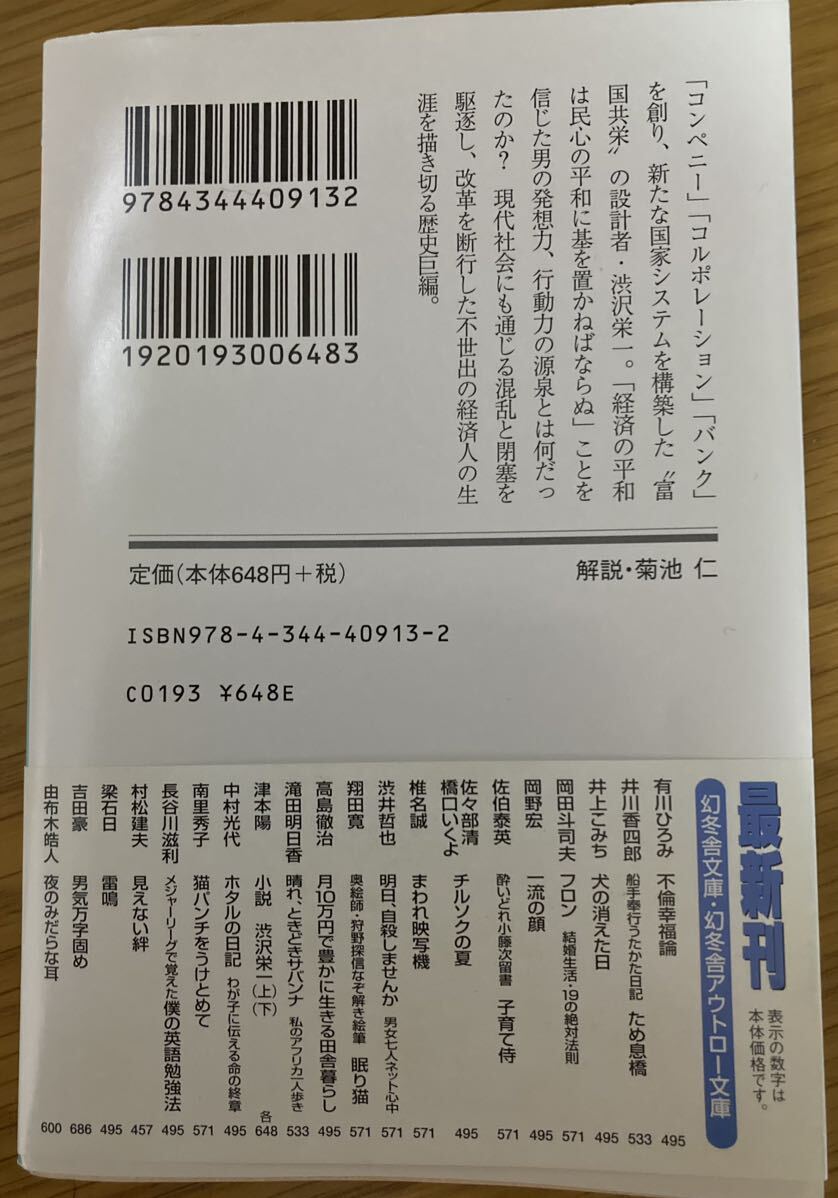 「コンペニー」「コルポレーション」「バンク」
を創り、新たな国家システムを構築した〝富
国共栄〟の設計者・渋沢栄一。「経済の平和
は民心の平和に基を置かねばならぬ」ことを
信じた男の発想力、行動力の源泉とは何だっ
たのか? 現代社会にも通じる混乱と閉塞を
駆逐し、改革を断行した不世出の経済人の生
涯を描き切る歴史巨編。
9784344409132
1920193006483
定価(本体648円+税)
解説・菊池 仁
ISBN978-4-344-40913-2
C0193 ¥648E
最新刊
表示の数字は
本体価格です。
幻冬舎文庫・幻冬舎アウトロー文庫
有川ひろみ 不倫幸福論 495
井川香四郎 船手奉行うたかた日記 ため息橋 533
井上こみち 犬の消えた日 495
岡田斗司夫 フロン 結婚生活・19の絶対法則 571
岡野宏 一流の顔 495
佐伯泰英 酔いどれ小籐次留書 子育て侍 571
佐々部清
橋口いくよ チルソクの夏 495
椎名誠 まわれ映写機 571
渋井哲也 明日、自殺しませんか 男女七人ネット心中 571
翔田寛 奥絵師・狩野探信なぞ解き絵筆 眠り猫 571
高島徹治 月10万円で豊かに生きる田舎暮らし 495
滝田明日香 晴れ、ときどきサバンナ 私のアフリカ一人歩き 533
津本陽 小説 渋沢栄一(上)(下) 各648
中村光代 ホタルの日記 わが子に伝える命の終章 495
南里秀子 猫パンチをうけとめて 571
長谷川滋利 メジャーリーグで覚えた僕の英語勉強法 495
村松建夫 見えない絆 457
梁石日 雷鳴 495
吉田豪 男気万字固め 686
由布木皓人 夜のみだらな耳 600